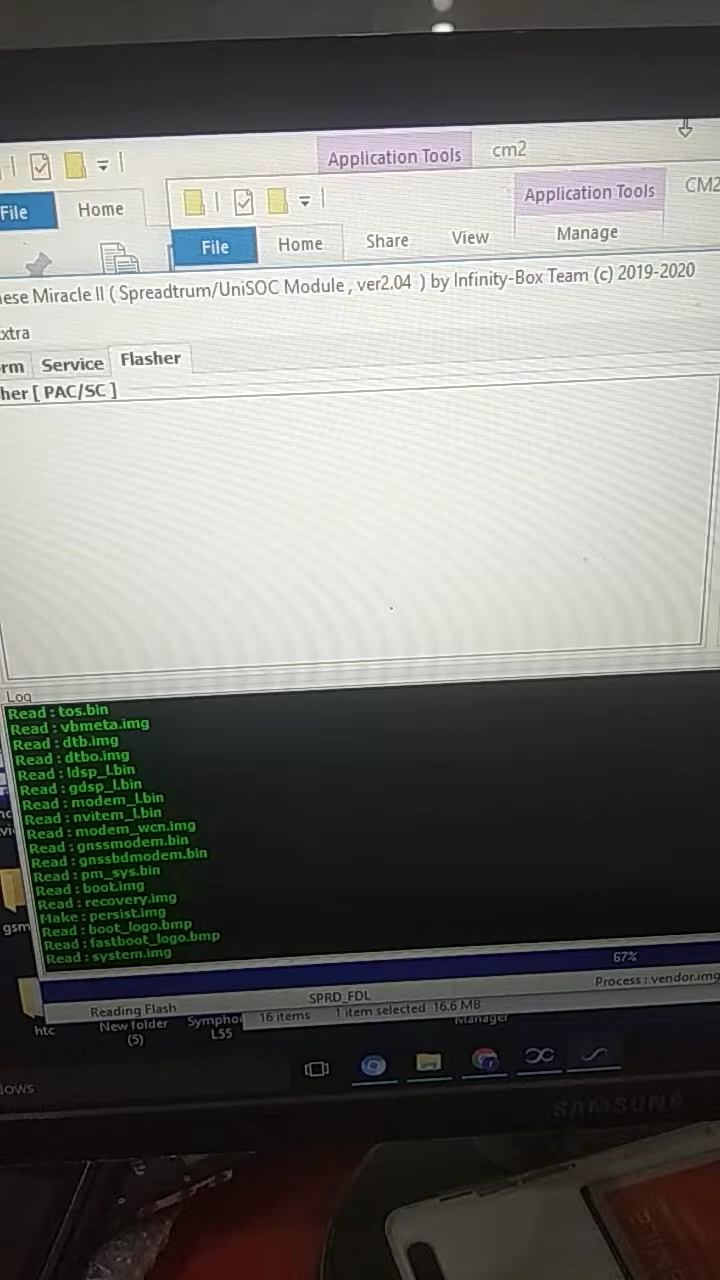 Application Tools cm2
File Home
Application Tools CM2
File Home Share View Manage
nese Miracle II ( Spreadtrum/UniSOC Module , ver2.04 ) by Infinity-Box Team (c) 2019-2020
xtra
rm Service Flasher
her [ PAC/SC ]
Log
Read : tos.bin
Read : vbmeta.img
Read : dtb.img
Read : dtbo.img
Read : ldsp_l.bin
Read : gdsp_l.bin
Read : modem_l.bin
Read : nvitem_l.bin
Read : modem_wcn.img
Read : gnssmodem.bin
Read : gnssbdmodem.bin
Read : pm_sys.bin
Read : boot.img
Read : recovery.img
Make : persist.img
Read : boot_logo.bmp
Read : fastboot_logo.bmp
Read : system.img
67%
Reading Flash SPRD_FDL Process : vendor.img
16 items 1 item selected 16.6 MB
gsm
htc
New folder
(5)
Sympho
L55
Manager
ows
SAMSUNG